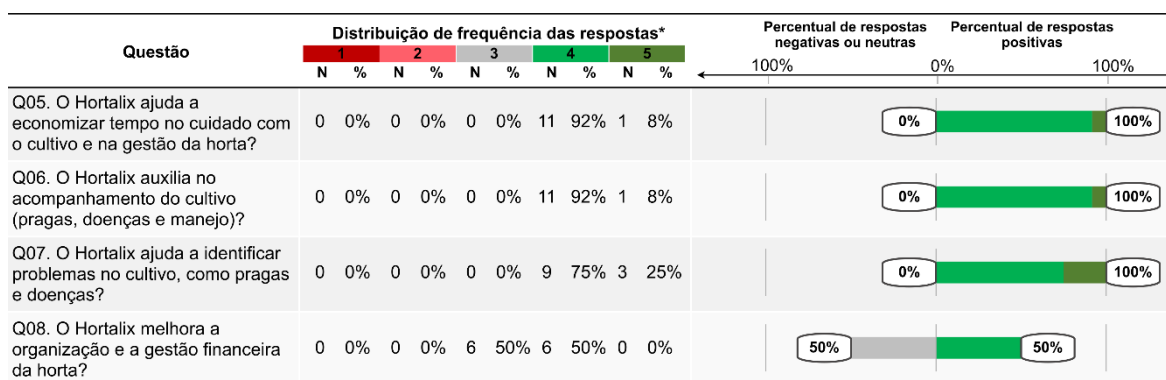 Questão
Distribuição de frequência das respostas*
1 2 3 4 5
N % N % N % N % N %
Percentual de respostas
negativas ou neutras
Percentual de respostas
positivas
100% 0% 100%
Q05. O Hortalix ajuda a
economizar tempo no cuidado com
o cultivo e na gestão da horta?
0 0% 0 0% 0 0% 11 92% 1 8%
0% 100%
Q06. O Hortalix auxilia no
acompanhamento do cultivo
(pragas, doenças e manejo)?
0 0% 0 0% 0 0% 11 92% 1 8%
0% 100%
Q07. O Hortalix ajuda a identificar
problemas no cultivo, como pragas
e doenças?
0 0% 0 0% 0 0% 9 75% 3 25%
0% 100%
Q08. O Hortalix melhora a
organização e a gestão financeira
da horta?
0 0% 0 0% 6 50% 6 50% 0 0%
50% 50%